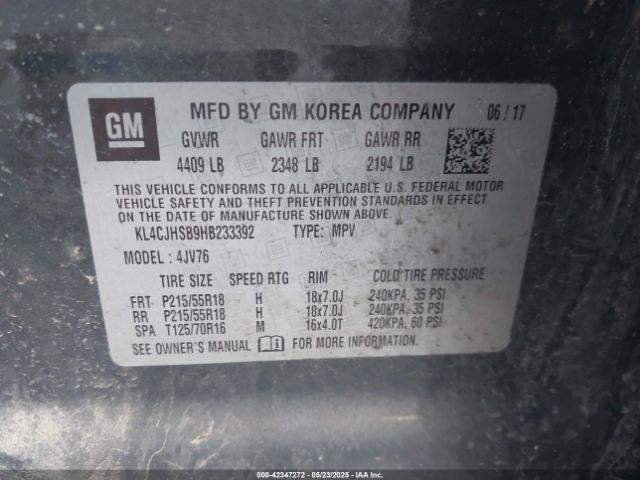 GM
MFD BY GM KOREA COMPANY 06 / 17
GVWR GAWR FRT GAWR RR
4409 LB 2348 LB 2194 LB
THIS VEHICLE CONFORMS TO ALL APPLICABLE U.S. FEDERAL MOTOR
VEHICLE SAFETY AND THEFT PREVENTION STANDARDS IN EFFECT ON
THE DATE OF MANUFACTURE SHOWN ABOVE.
KL4CJHSB9HB233392 TYPE: MPV
MODEL : 4JV76
TIRE SIZE SPEED RTG RIM COLD TIRE PRESSURE
FRT- P215/55R18 H 18x7.0J 240KPA, 35 PSI
RR P215/55R18 H 18x7.0J 240KPA, 35 PSI
SPA T125/70R16 M 16x4.0T 420KPA, 60 PSI
SEE OWNER'S MANUAL FOR MORE INFORMATION.
000-42347272 - 05/23/2025 - IAAI.CA